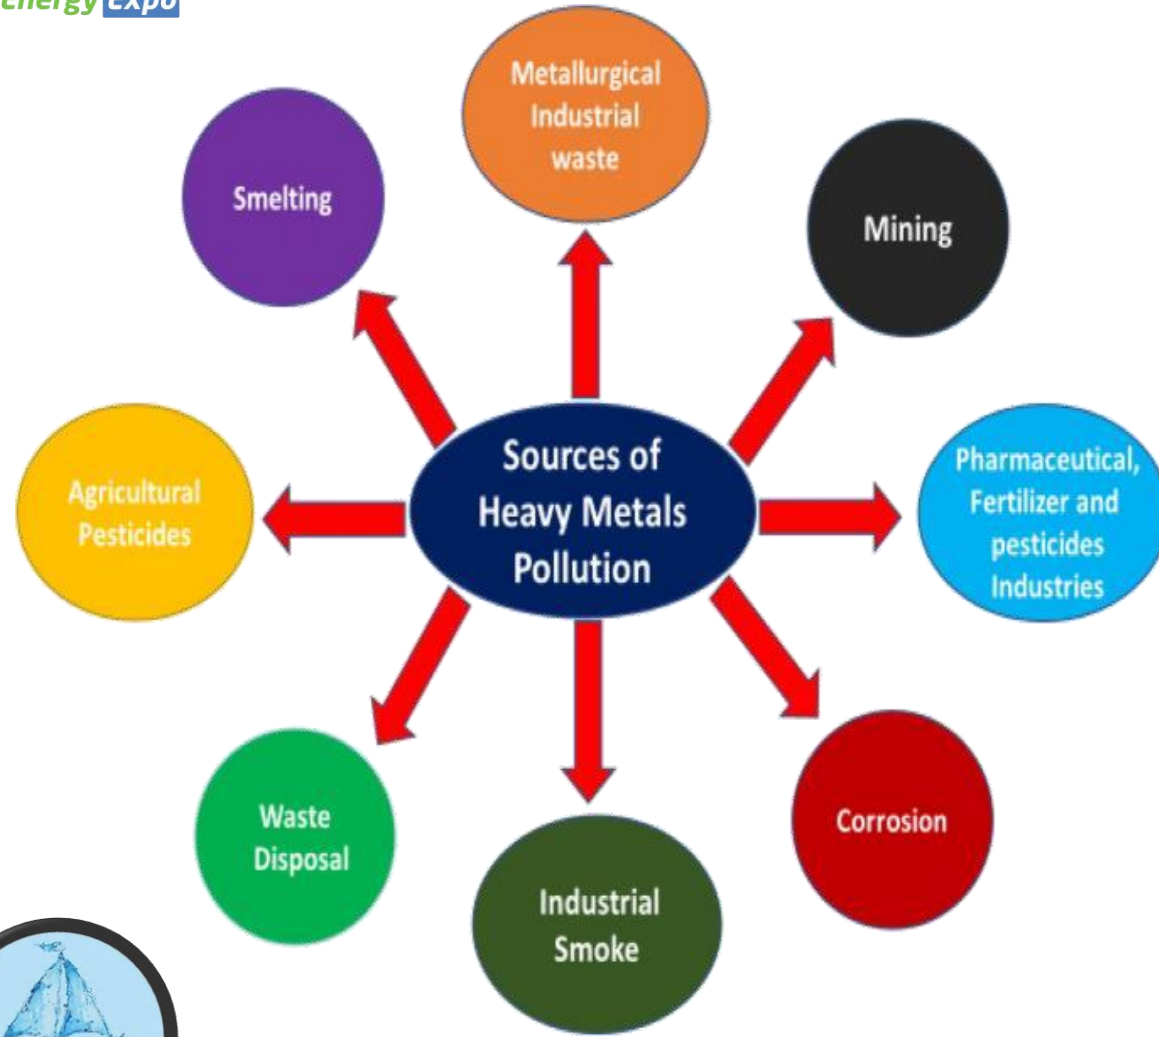 energy Expo
Metallurgical
Industrial
waste
Smelting
Mining
Sources of
Heavy Metals
Pollution
Agricultural
Pesticides
Pharmaceutical,
Fertilizer and
pesticides
Industries
Waste
Disposal
Industrial
Smoke
Corrosion